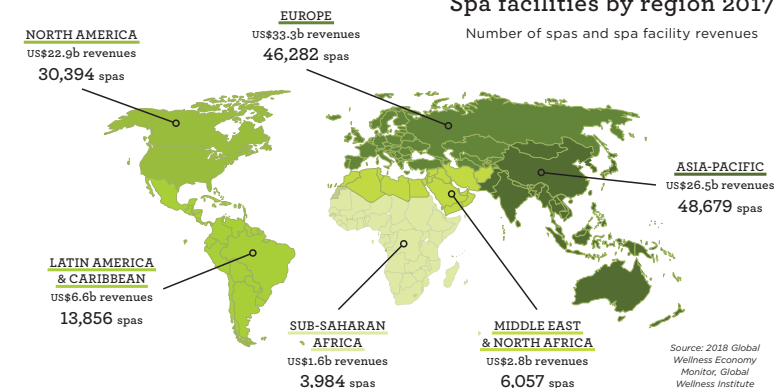 Spa facilities by region 2017
Number of spas and spa facility revenues
EUROPE
US$33.3b revenues
46,282 spas
NORTH AMERICA
US$22.9b revenues
30,394 spas
ASIA-PACIFIC
US$26.5b revenues
48,679 spas
LATIN AMERICA
& CARIBBEAN
US$6.6b revenues
13,856 spas
SUB-SAHARAN
AFRICA
US$1.6b revenues
3,984 spas
MIDDLE EAST
& NORTH AFRICA
US$2.8b revenues
6,057 spas
Source: 2018 Global
Wellness Economy
Monitor, Global
Wellness Institute